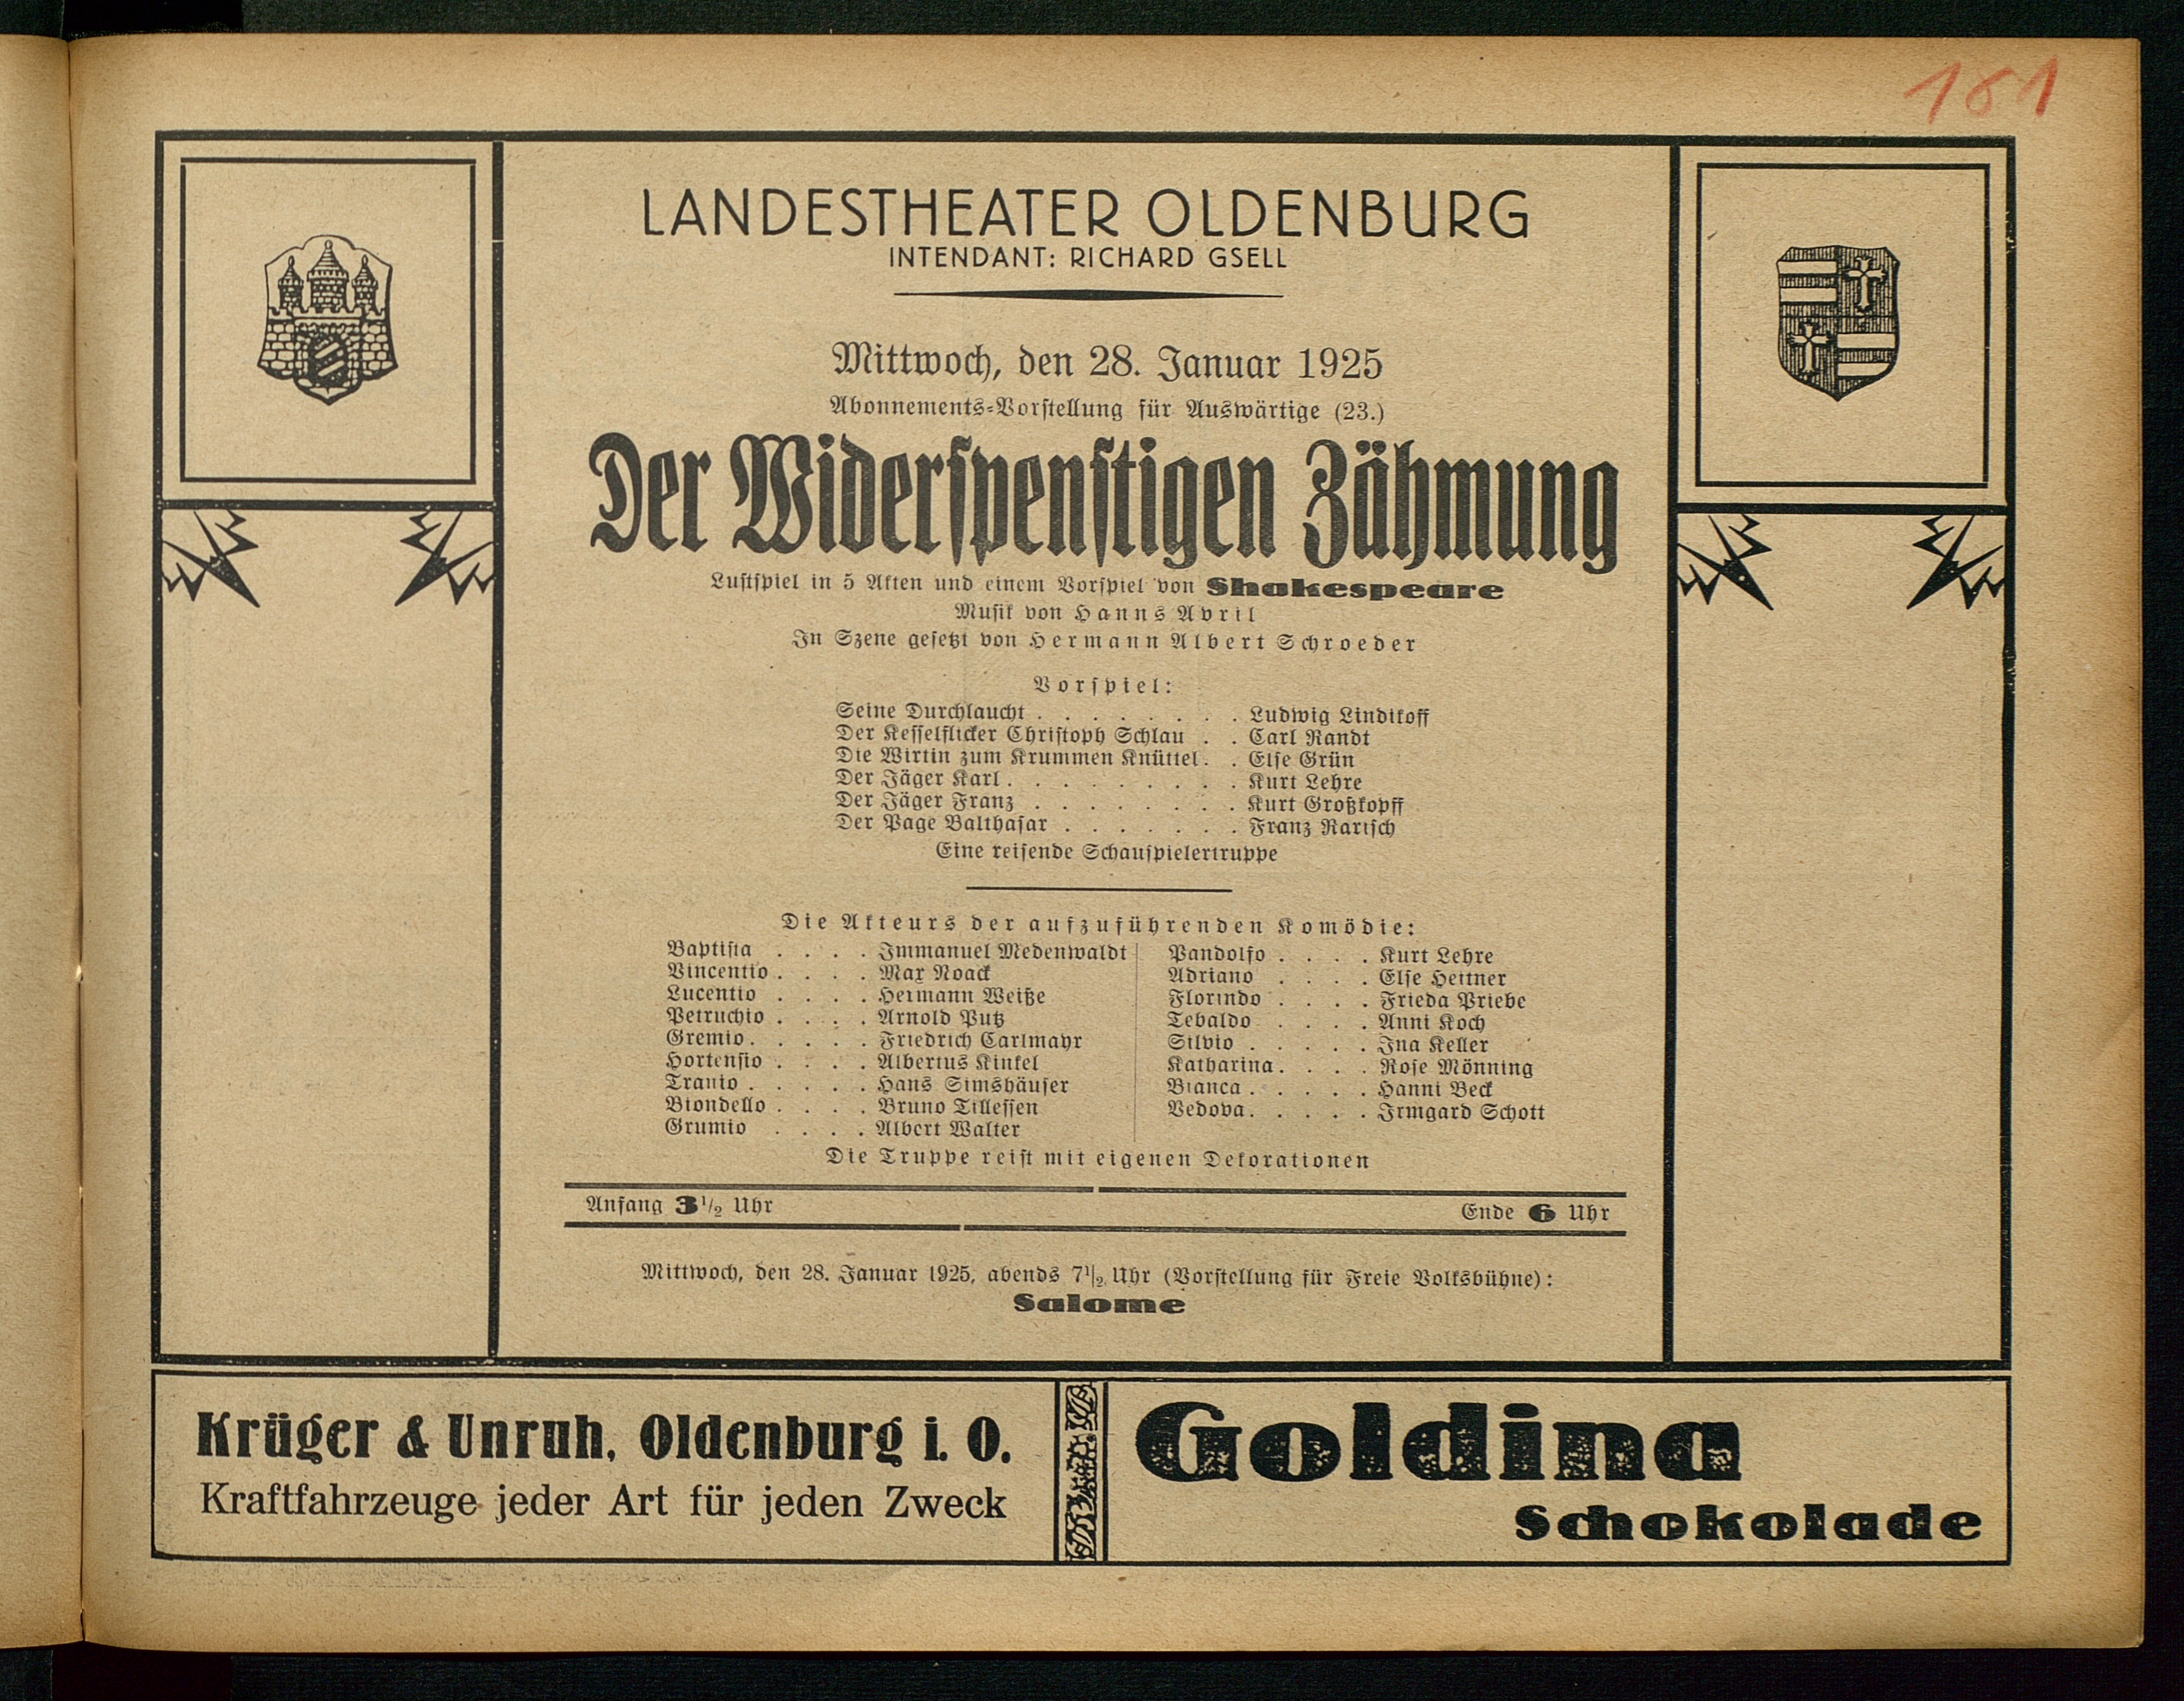 161
LANDESTHEATER OLDENBURG
INTENDANT: RICHARD GSELL
Mittwoch, den 28. Januar 1925
Abonnements-Vorstellung für Auswärtige (23.)
Der Widerspenstigen Zähmung
Lustspiel in 5 Akten und einem Vorspiel von Shakespeare
Musik von Hanns Avril
In Szene gesetzt von Hermann Albert Schroeder
Vorspiel:
Seine Durchlaucht . . . . . . . . Ludwig Lindikoff
Der Kesselflicker Christoph Schlau . . Carl Randt
Die Wirtin zum Krummen Knüttel . . Else Grün
Der Jäger Karl . . . . . . . . . Kurt Lehre
Der Jäger Franz . . . . . . . . Kurt Großkopff
Der Page Balthasar . . . . . . . Franz Rarisch
Eine reisende Schauspielertruppe
Die Akteurs der aufzuführenden Komödie:
Baptista . . . . Immanuel Medenwaldt
Vincentio . . . . Max Noack
Lucentio . . . . Hermann Weiße
Petruchio . . . . Arnold Putz
Gremio . . . . . Friedrich Carlmayr
Hortensio . . . . Albertus Kinkel
Tranio . . . . . Hans Simshäuser
Biondello . . . . Bruno Tillessen
Grumio . . . . Albert Walter
Pandolfo . . . . Kurt Lehre
Adriano . . . . Else Hettner
Florindo . . . . Frieda Priebe
Tebaldo . . . . Anni Koch
Silvio . . . . . Ina Keller
Katharina . . . . Rose Mönning
Bianca . . . . . Hanni Beck
Vedova . . . . . Irmgard Schott
Die Truppe reist mit eigenen Dekorationen
Anfang 3 1/2 Uhr Ende 6 Uhr
Mittwoch, den 28. Januar 1925, abends 7 1/2 Uhr (Vorstellung für Freie Volksbühne):
Salome
Krüger & Unruh, Oldenburg i. O.
Kraftfahrzeuge jeder Art für jeden Zweck
Goldina
Schokolade